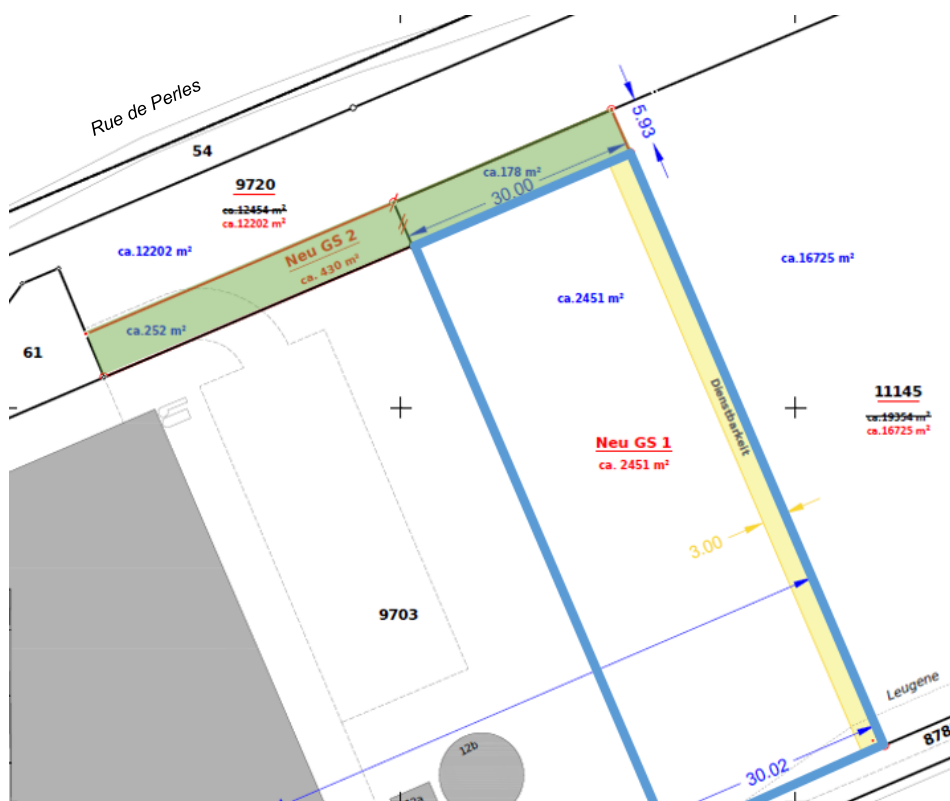 Rue de Perles
54
9720
ca.12454 m²
ca.12202 m²
ca.12202 m²
5.93
ca.178 m²
30.00
Neu GS 2
ca. 430 m²
ca.252 m²
61
ca.16725 m²
ca.2451 m²
11145
ca.19354 m²
ca.16725 m²
Dienstbarkeit
Neu GS 1
ca. 2451 m²
3.00
9703
Leugene
878
12b
30.02